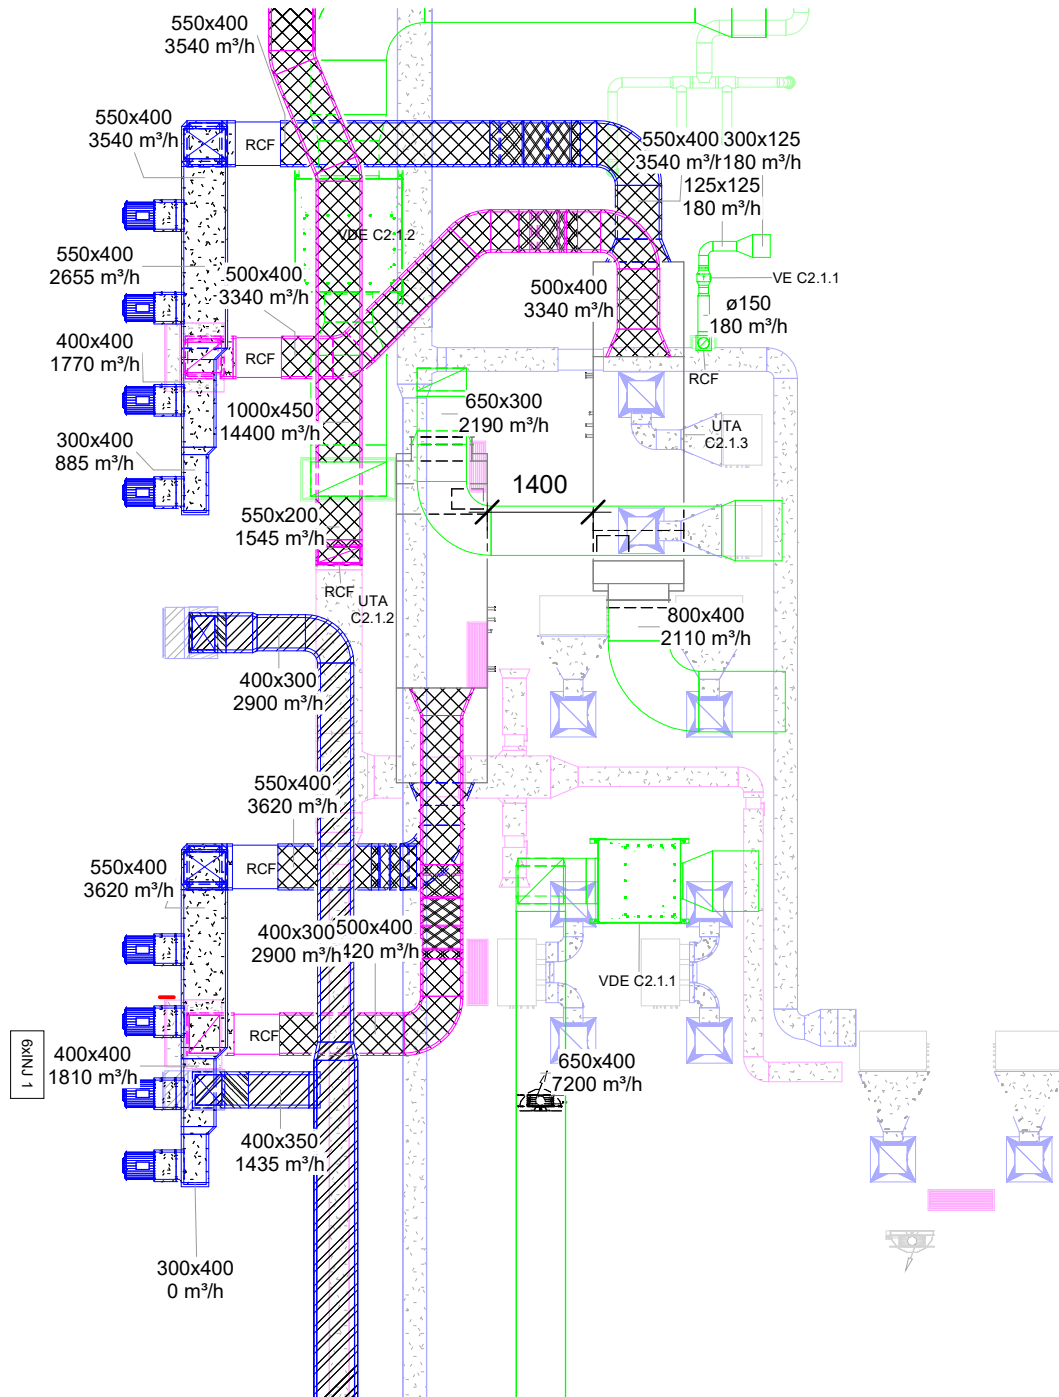 550x400
3540 m³/h
550x400
3540 m³/h
RCF
550x400
3540 m³/h
300x125
180 m³/h
125x125
180 m³/h
VDE C2.1.2
550x400
2655 m³/h
500x400
3340 m³/h
500x400
3340 m³/h
VE C2.1.1
ø150
180 m³/h
400x400
1770 m³/h
RCF
RCF
1000x450
14400 m³/h
650x300
2190 m³/h
UTA
C2.1.3
300x400
885 m³/h
1400
550x200
1545 m³/h
RCF
UTA
C2.1.2
800x400
2110 m³/h
400x300
2900 m³/h
550x400
3620 m³/h
550x400
3620 m³/h
RCF
400x300
2900 m³/h
500x400
420 m³/h
VDE C2.1.1
RCF
6xINJ 1
400x400
1810 m³/h
650x400
7200 m³/h
400x350
1435 m³/h
300x400
0 m³/h